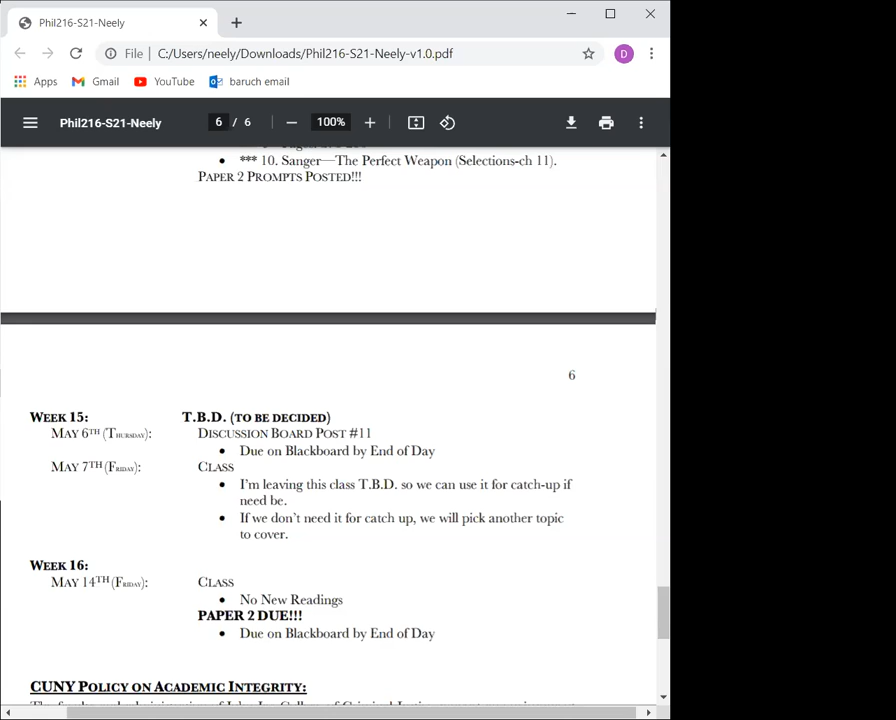 Phil216-S21-Neely
File
C:/Users/neely/Downloads/Phil216-S21-Neely-v1.0.pdf
D
Apps Gmail YouTube baruch email
Phil216-S21-Neely 6 / 6 100%
• *** 10. Sanger—The Perfect Weapon (Selections-ch 11).
PAPER 2 PROMPTS POSTED!!!
6
WEEK 15: T.B.D. (TO BE DECIDED)
MAY 6TH (THURSDAY): DISCUSSION BOARD POST #11
• Due on Blackboard by End of Day
MAY 7TH (FRIDAY): CLASS
• I'm leaving this class T.B.D. so we can use it for catch-up if
need be.
• If we don't need it for catch up, we will pick another topic
to cover.
WEEK 16:
MAY 14TH (FRIDAY): CLASS
• No New Readings
PAPER 2 DUE!!!
• Due on Blackboard by End of Day
CUNY POLICY ON ACADEMIC INTEGRITY: